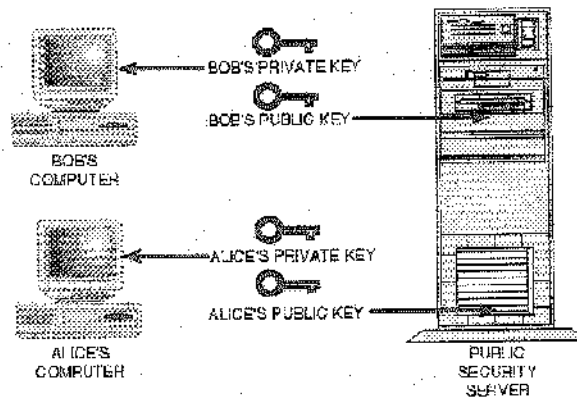 BOB'S PRIVATE KEY
BOB'S PUBLIC KEY
BOB'S
COMPUTER
ALICE'S PRIVATE KEY
ALICE'S PUBLIC KEY
ALICE'S
COMPUTER
PUBLIC
SECURITY
SERVER